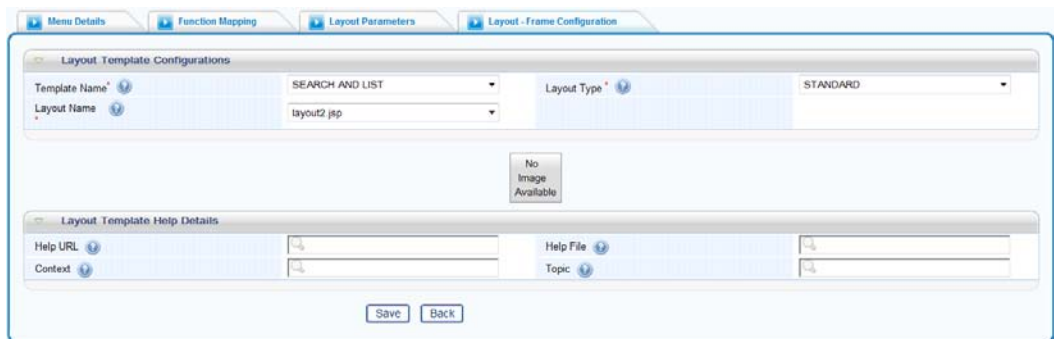 Menu Details
Function Mapping
Layout Parameters
Layout - Frame Configuration
Layout Template Configurations
Template Name* SEARCH AND LIST Layout Type * STANDARD
Layout Name * layout2.jsp
No
Image
Available
Layout Template Help Details
Help URL Help File
Context Topic
Save Back